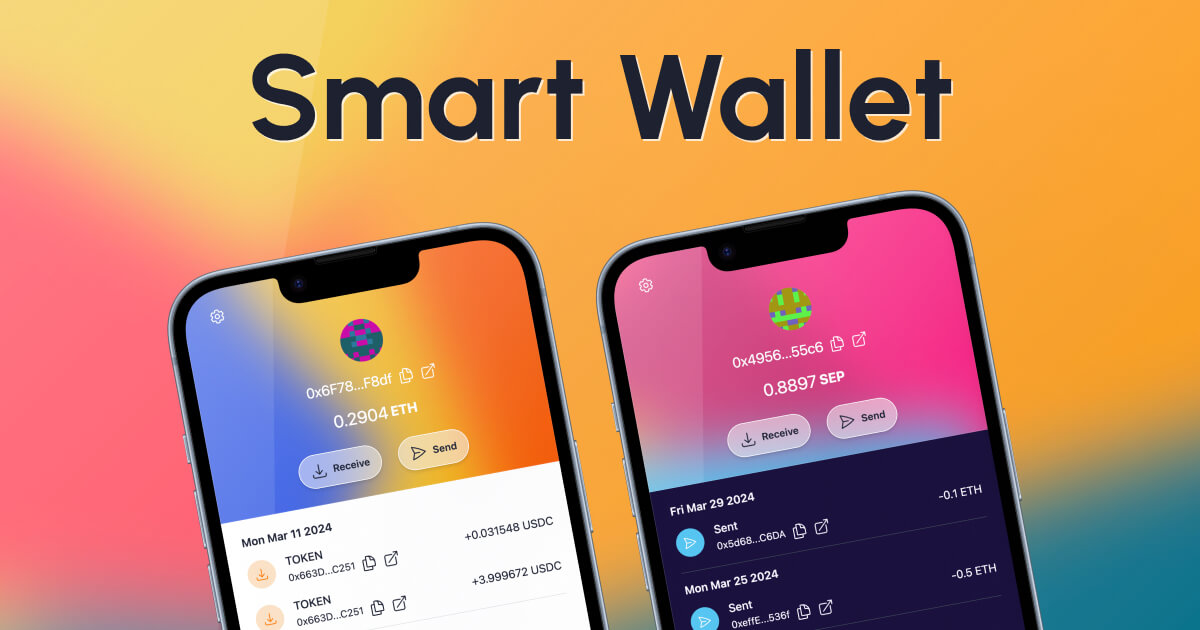 Smart Wallet
0x6F78...F8df
0.2904 ETH
Receive
Send
Mon Mar 11 2024
TOKEN
0x663D...C251
+0.031548 USDC
TOKEN
0x663D...C251
+3.999672 USDC
0x4956...55c6
0.8897 SEP
Receive
Send
Fri Mar 29 2024
Sent
0x5d68...C6DA
-0.1 ETH
Mon Mar 25 2024
Sent
0xeffE...536f
-0.5 ETH